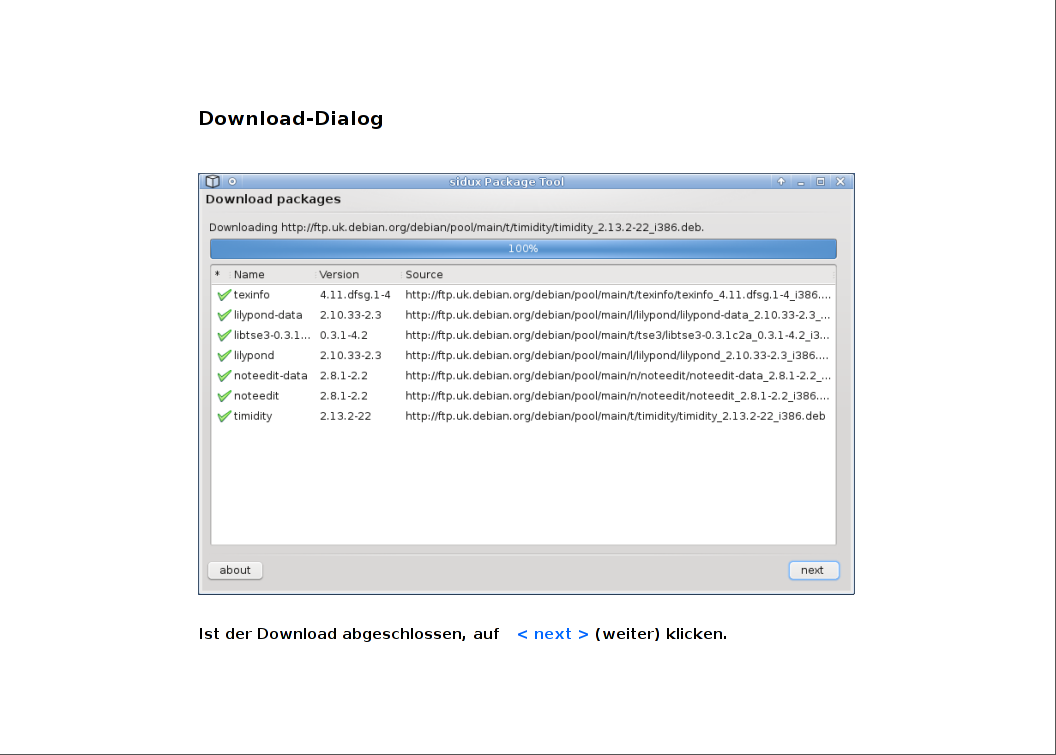 Download-Dialog
sidux Package Tool
Download packages
Downloading http://ftp.uk.debian.org/debian/pool/main/t/timidity/timidity_2.13.2-22_i386.deb.
100%
* Name Version Source
texinfo 4.11.dfsg.1-4 http://ftp.uk.debian.org/debian/pool/main/t/texinfo/texinfo_4.11.dfsg.1-4_i386....
lilypond-data 2.10.33-2.3 http://ftp.uk.debian.org/debian/pool/main/l/lilypond/lilypond-data_2.10.33-2.3_...
libtse3-0.3.1... 0.3.1-4.2 http://ftp.uk.debian.org/debian/pool/main/t/tse3/libtse3-0.3.1c2a_0.3.1-4.2_i3...
lilypond 2.10.33-2.3 http://ftp.uk.debian.org/debian/pool/main/l/lilypond/lilypond_2.10.33-2.3_i386....
noteedit-data 2.8.1-2.2 http://ftp.uk.debian.org/debian/pool/main/n/noteedit/noteedit-data_2.8.1-2.2_...
noteedit 2.8.1-2.2 http://ftp.uk.debian.org/debian/pool/main/n/noteedit/noteedit_2.8.1-2.2_i386....
timidity 2.13.2-22 http://ftp.uk.debian.org/debian/pool/main/t/timidity/timidity_2.13.2-22_i386.deb
about next
Ist der Download abgeschlossen, auf < next > (weiter) klicken.